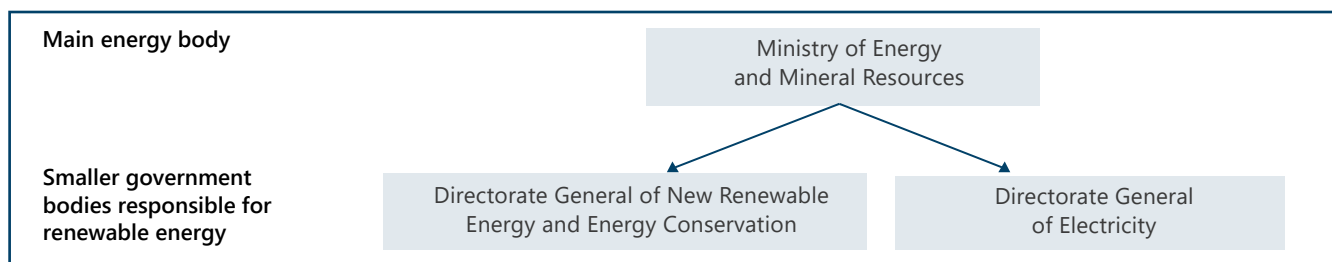 Main energy body
Ministry of Energy
and Mineral Resources
Smaller government
bodies responsible for
renewable energy
Directorate General of New Renewable
Energy and Energy Conservation
Directorate General
of Electricity